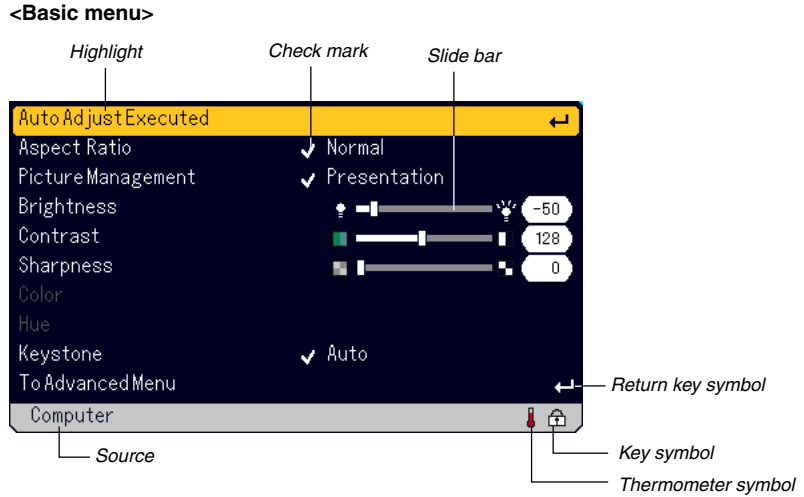 <Basic menu>
Highlight
Check mark
Slide bar
Auto Adjust Executed
Aspect Ratio Normal
Picture Management Presentation
Brightness -50
Contrast 128
Sharpness 0
Color
Hue
Keystone Auto
To Advanced Menu
Return key symbol
Computer
Source
Key symbol
Thermometer symbol